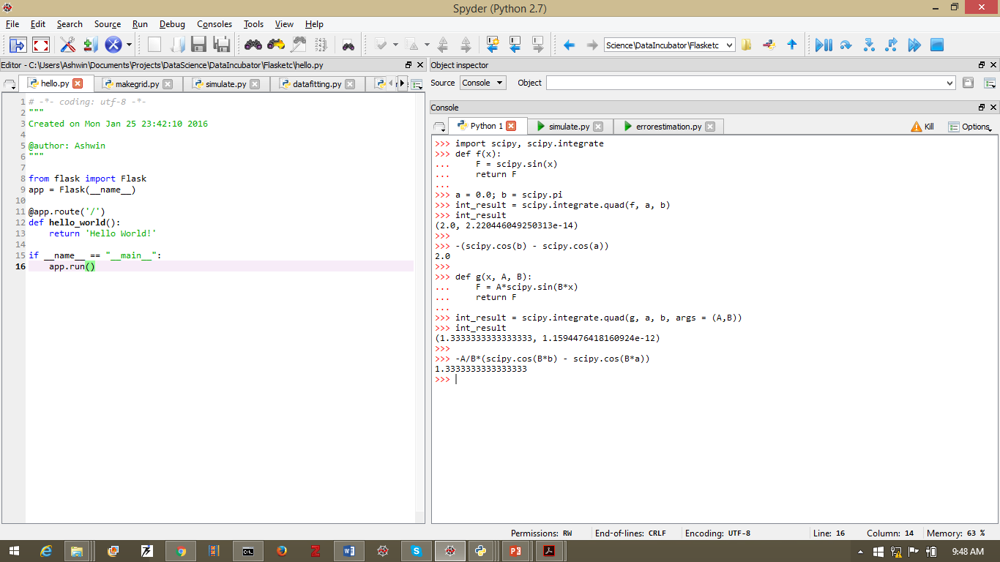 Spyder (Python 2.7)
File Edit Search Source Run Debug Consoles Tools View Help
Science\DataIncubator\Flasketc
Editor - C:\Users\Ashwin\Documents\Projects\DataScience\DataIncubator\Flasketc\hello.py
hello.py makegrid.py simulate.py datafitting.py
1 # -*- coding: utf-8 -*-
2 """
3 Created on Mon Jan 25 23:42:10 2016
4
5 @author: Ashwin
6 """
7
8 from flask import Flask
9 app = Flask(__name__)
10
11 @app.route('/')
12 def hello_world():
13     return 'Hello World!'
14
15 if __name__ == "__main__":
16     app.run()
Object inspector
Source Console Object
Console
Python 1 simulate.py errorestimation.py Kill Options
>>> import scipy, scipy.integrate
>>> def f(x):
...     F = scipy.sin(x)
...     return F
...
>>> a = 0.0; b = scipy.pi
>>> int_result = scipy.integrate.quad(f, a, b)
>>> int_result
(2.0, 2.220446049250313e-14)
>>>
>>> -(scipy.cos(b) - scipy.cos(a))
2.0
>>>
>>> def g(x, A, B):
...     F = A*scipy.sin(B*x)
...     return F
...
>>> int_result = scipy.integrate.quad(g, a, b, args = (A,B))
>>> int_result
(1.3333333333333333, 1.1594476418160924e-12)
>>>
>>> -A/B*(scipy.cos(B*b) - scipy.cos(B*a))
1.3333333333333333
>>>
Permissions: RW End-of-lines: CRLF Encoding: UTF-8 Line: 16 Column: 14 Memory: 63 %
9:48 AM